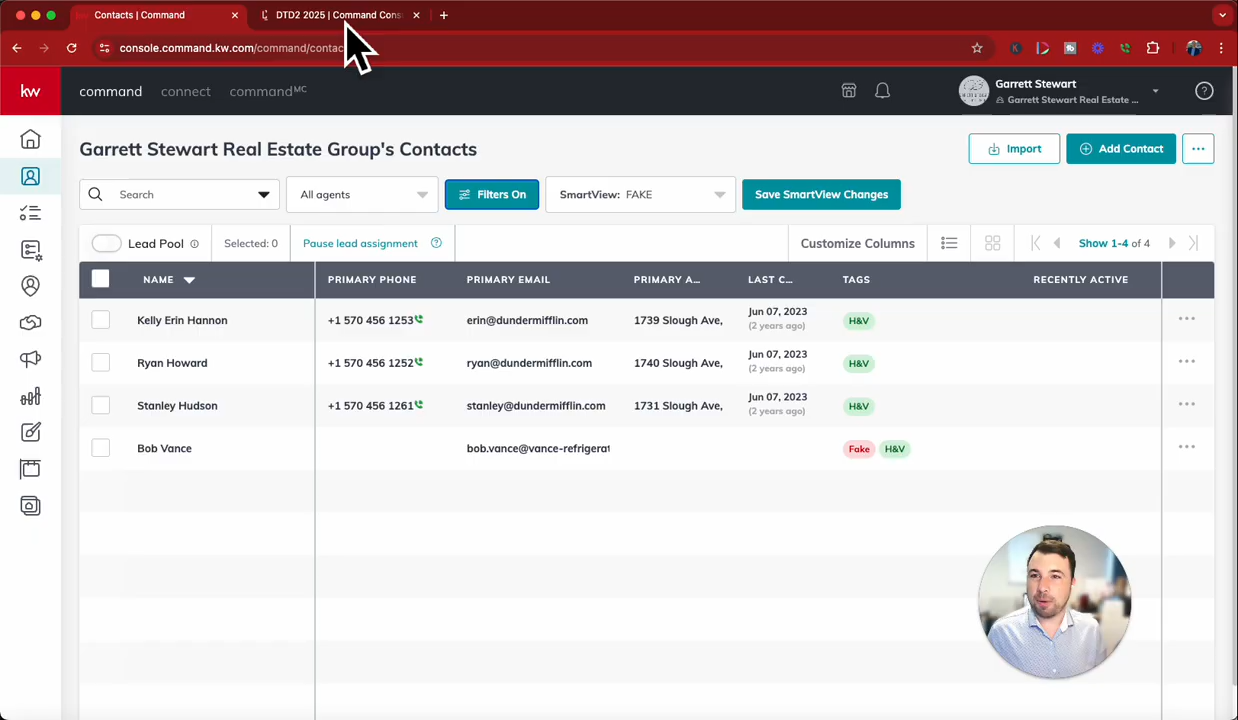 Contacts | Command
DTD2 2025 | Command Cons
console.command.kw.com/command/contac
kw
command
connect
commandMC
Garrett Stewart
Garrett Stewart Real Estate ...
Garrett Stewart Real Estate Group's Contacts
Import
Add Contact
Search
All agents
Filters On
SmartView: FAKE
Save SmartView Changes
Lead Pool
Selected: 0
Pause lead assignment
Customize Columns
Show 1-4 of 4
NAME PRIMARY PHONE PRIMARY EMAIL PRIMARY A... LAST C... TAGS RECENTLY ACTIVE
Kelly Erin Hannon +1 570 456 1253 erin@dundermifflin.com 1739 Slough Ave, Jun 07, 2023 H&V
(2 years ago)
Ryan Howard +1 570 456 1252 ryan@dundermifflin.com 1740 Slough Ave, Jun 07, 2023 H&V
(2 years ago)
Stanley Hudson +1 570 456 1261 stanley@dundermifflin.com 1731 Slough Ave, Jun 07, 2023 H&V
(2 years ago)
Bob Vance bob.vance@vance-refrigerat Fake H&V